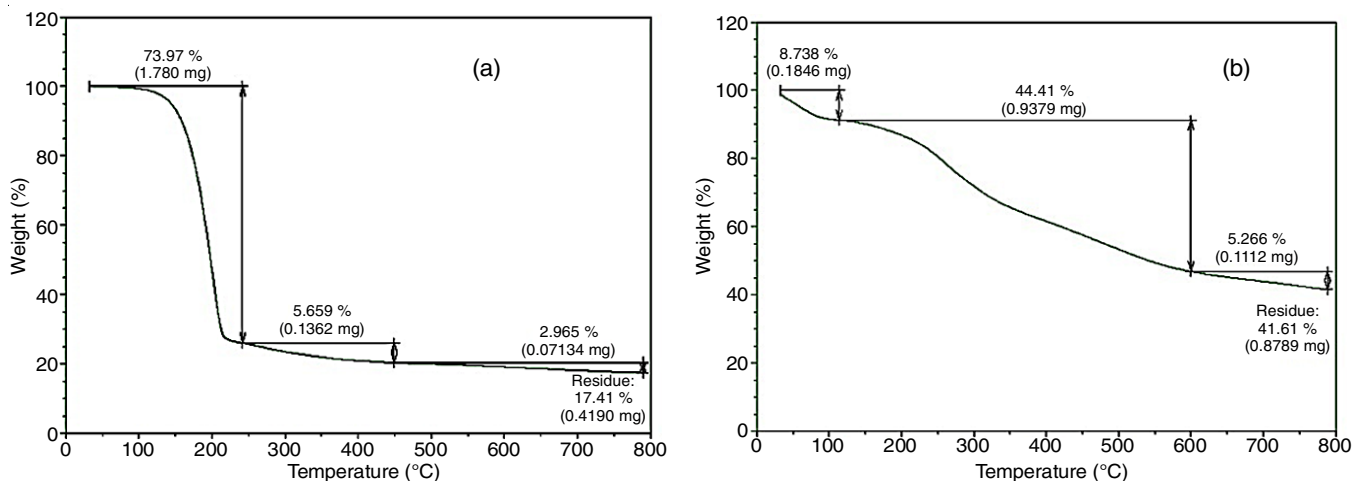 120
100
80
60
40
20
0
Weight (%)
73.97 %
(1.780 mg)
(a)
5.659 %
(0.1362 mg)
2.965 %
(0.07134 mg)
Residue:
17.41 %
(0.4190 mg)
0 100 200 300 400 500 600 700 800
Temperature (°C)
120
100
80
60
40
20
0
Weight (%)
8.738 %
(0.1846 mg)
(b)
44.41 %
(0.9379 mg)
5.266 %
(0.1112 mg)
Residue:
41.61 %
(0.8789 mg)
0 100 200 300 400 500 600 700 800
Temperature (°C)